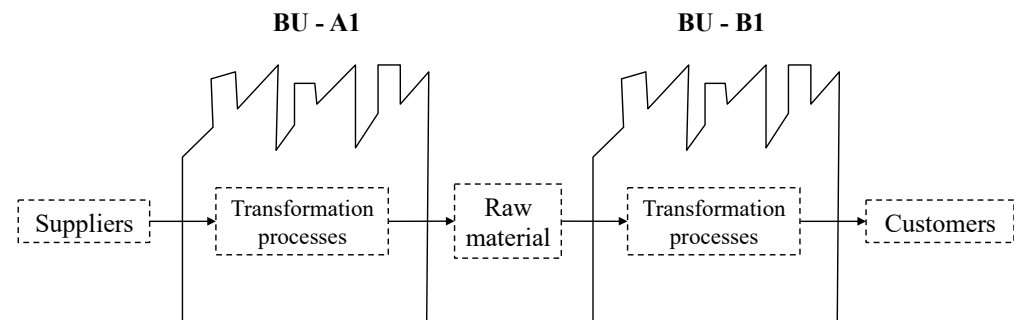 BU - A1
BU - B1
Suppliers
Transformation
processes
Raw
material
Transformation
processes
Customers